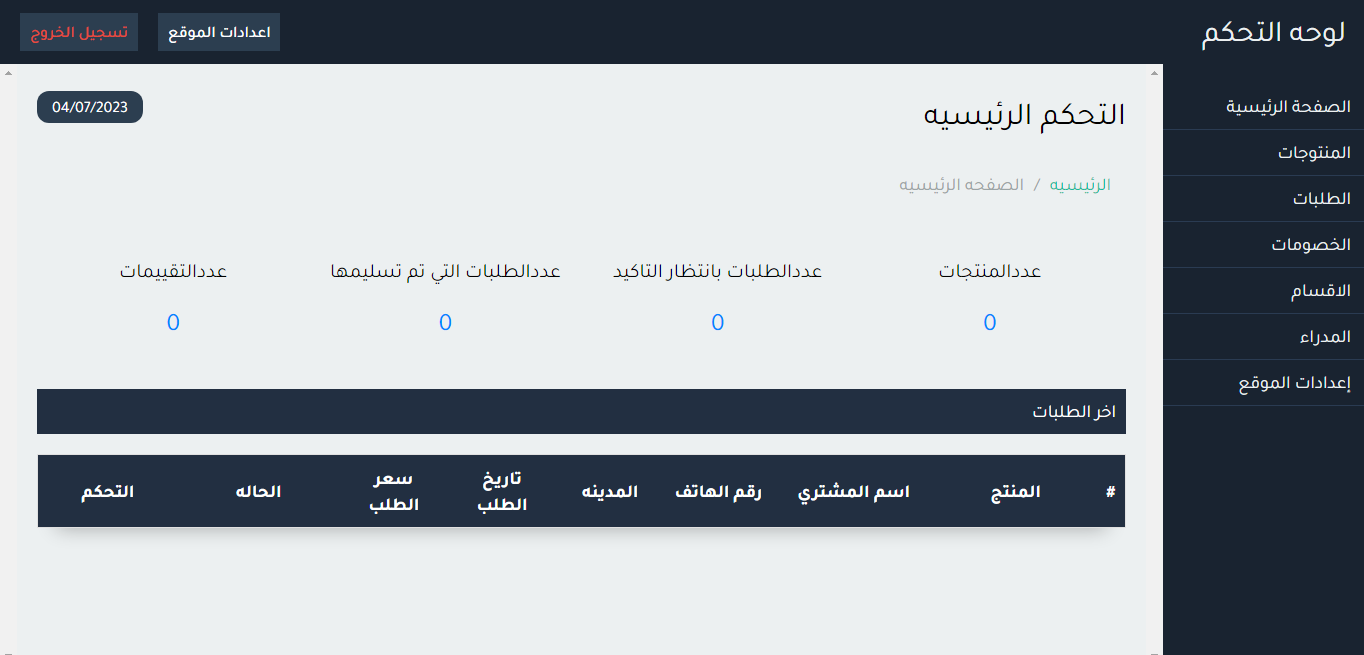 لوحه التحكم
اعدادات الموقع
تسجيل الخروج
الصفحة الرئيسية
المنتوجات
الطلبات
الخصومات
الاقسام
المدراء
إعدادات الموقع
التحكم الرئيسيه
04/07/2023
الرئيسيه / الصفحه الرئيسيه
عددالمنتجات
0
عددالطلبات بانتظار التاكيد
0
عددالطلبات التي تم تسليمها
0
عددالتقييمات
0
اخر الطلبات
#
المنتج
اسم المشتري
رقم الهاتف
المدينه
تاريخ
الطلب
سعر
الطلب
الحاله
التحكم